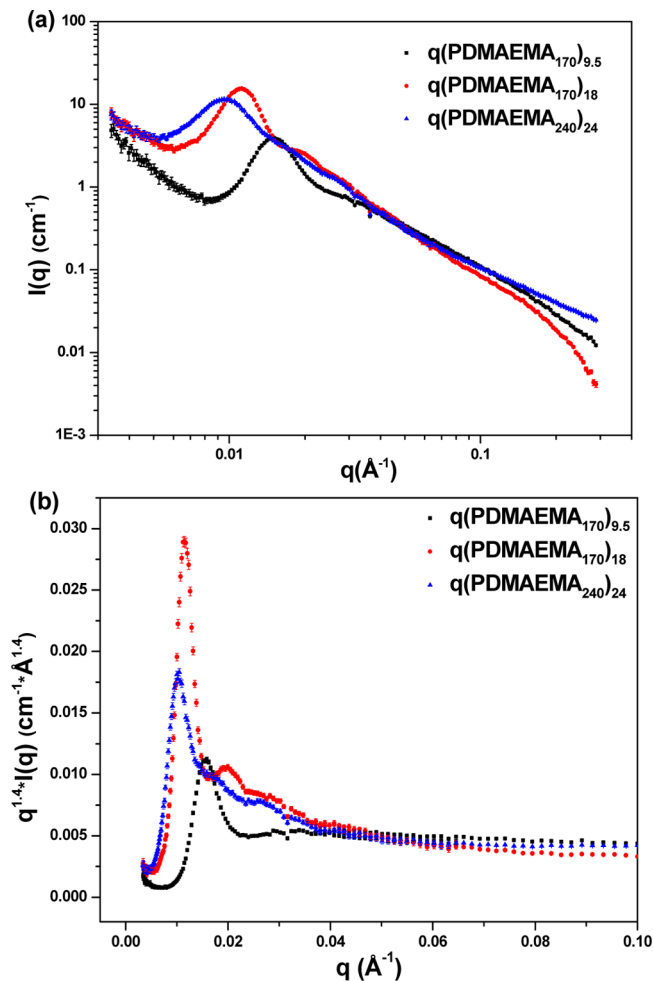 (a)
100
10
1
0.1
0.01
1E-3
I(q) (cm⁻¹)
q(PDMAEMA₁₇₀)₉.₅
q(PDMAEMA₁₇₀)₁₈
q(PDMAEMA₂₄₀)₂₄
0.01
0.1
q(Å⁻¹)
(b)
0.030
0.025
0.020
0.015
0.010
0.005
0.000
q¹·⁴*I(q) (cm⁻¹*Å¹·⁴)
q(PDMAEMA₁₇₀)₉.₅
q(PDMAEMA₁₇₀)₁₈
q(PDMAEMA₂₄₀)₂₄
0.00
0.02
0.04
0.06
0.08
0.10
q (Å⁻¹)